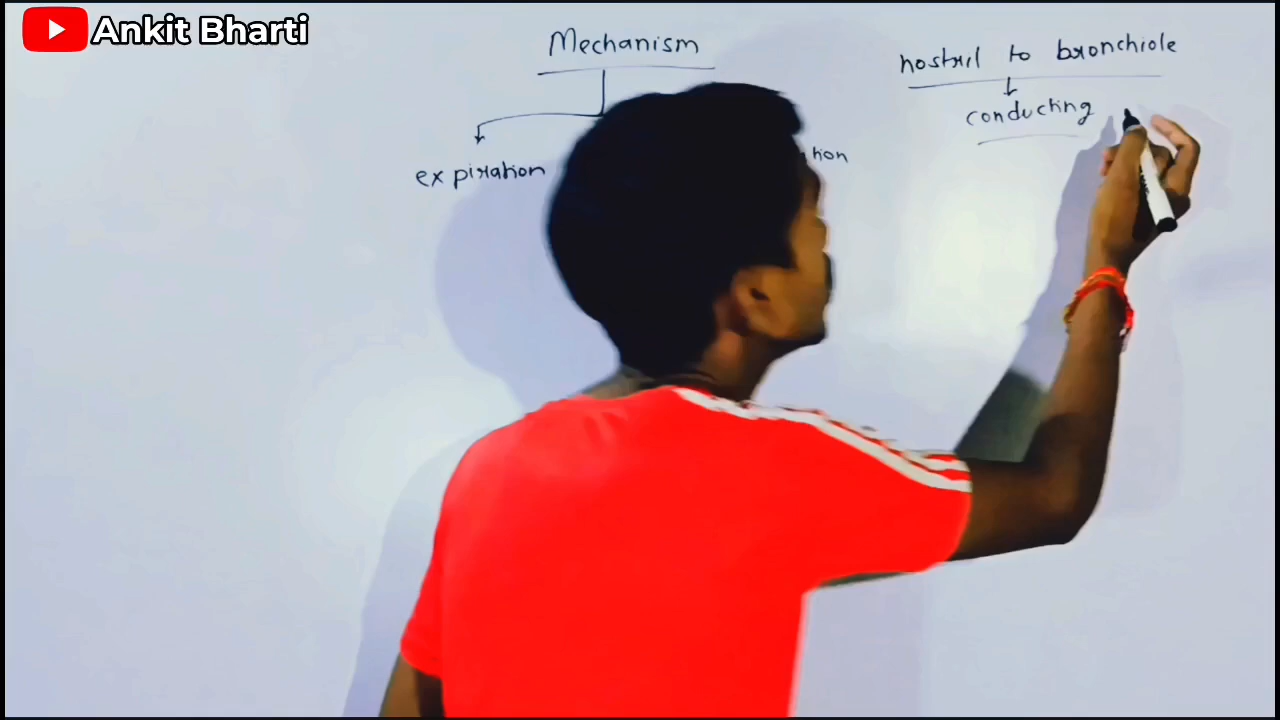 Ankit Bharti
Mechanism
expiration
nostril to bronchiole
conducting